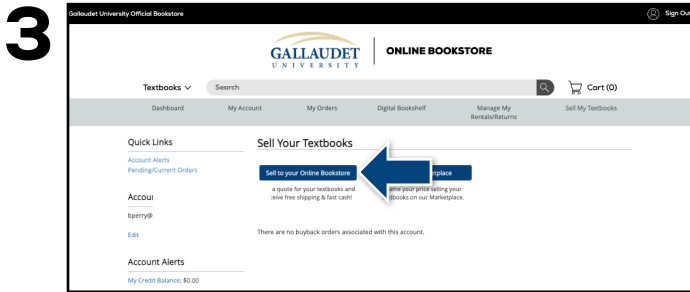 3
Gallaudet University Official Bookstore
Sign Out
GALLAUDET
UNIVERSITY
ONLINE BOOKSTORE
Textbooks
Search
Cart (0)
Dashboard
My Account
My Orders
Digital Bookshelf
Manage My
Rentals/Returns
Sell My Textbooks
Quick Links
Account Alerts
Pending/Current Orders
Accou
bperry@
Edit
Account Alerts
My Credit Balance: $0.00
Sell Your Textbooks
Sell to your Online Bookstore
etplace
a quote for your textbooks and
eive free shipping & fast cash!
your price selling your
tbooks on our Marketplace.
There are no buyback orders associated with this account.